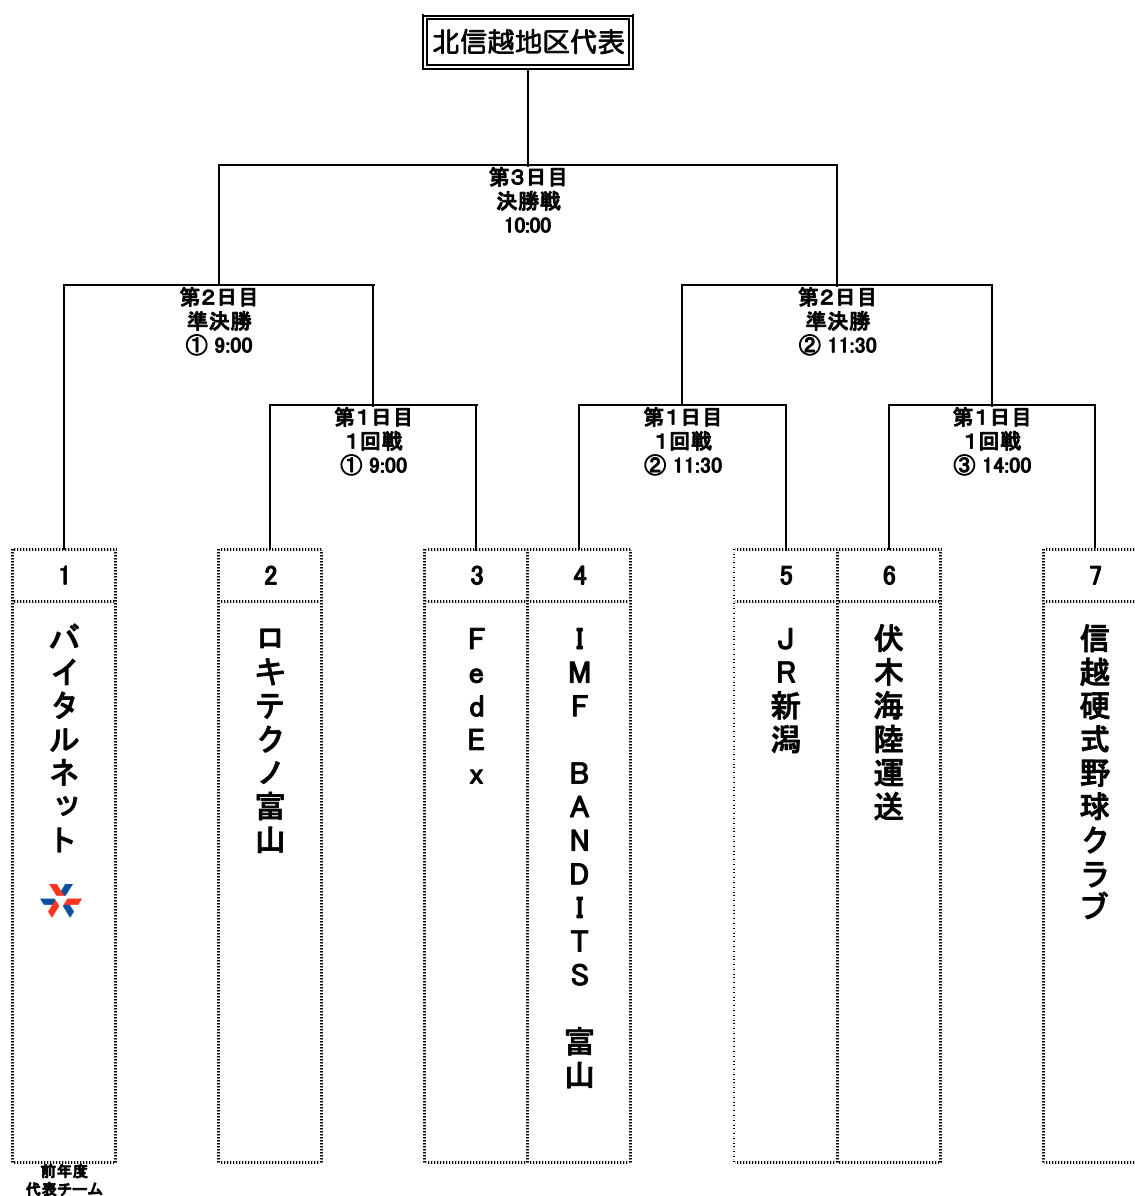 北信越地区代表
第3日目
決勝戦
10:00
第2日目
準決勝
① 9:00
第2日目
準決勝
② 11:30
第1日目
1回戦
① 9:00
第1日目
1回戦
② 11:30
第1日目
1回戦
③ 14:00
1
バイタルネット
2
ロキテクノ富山
3
FedEx
4
IMF BANDITS 富山
5
JR新潟
6
伏木海陸運送
7
信越硬式野球クラブ
前年度
代表チーム